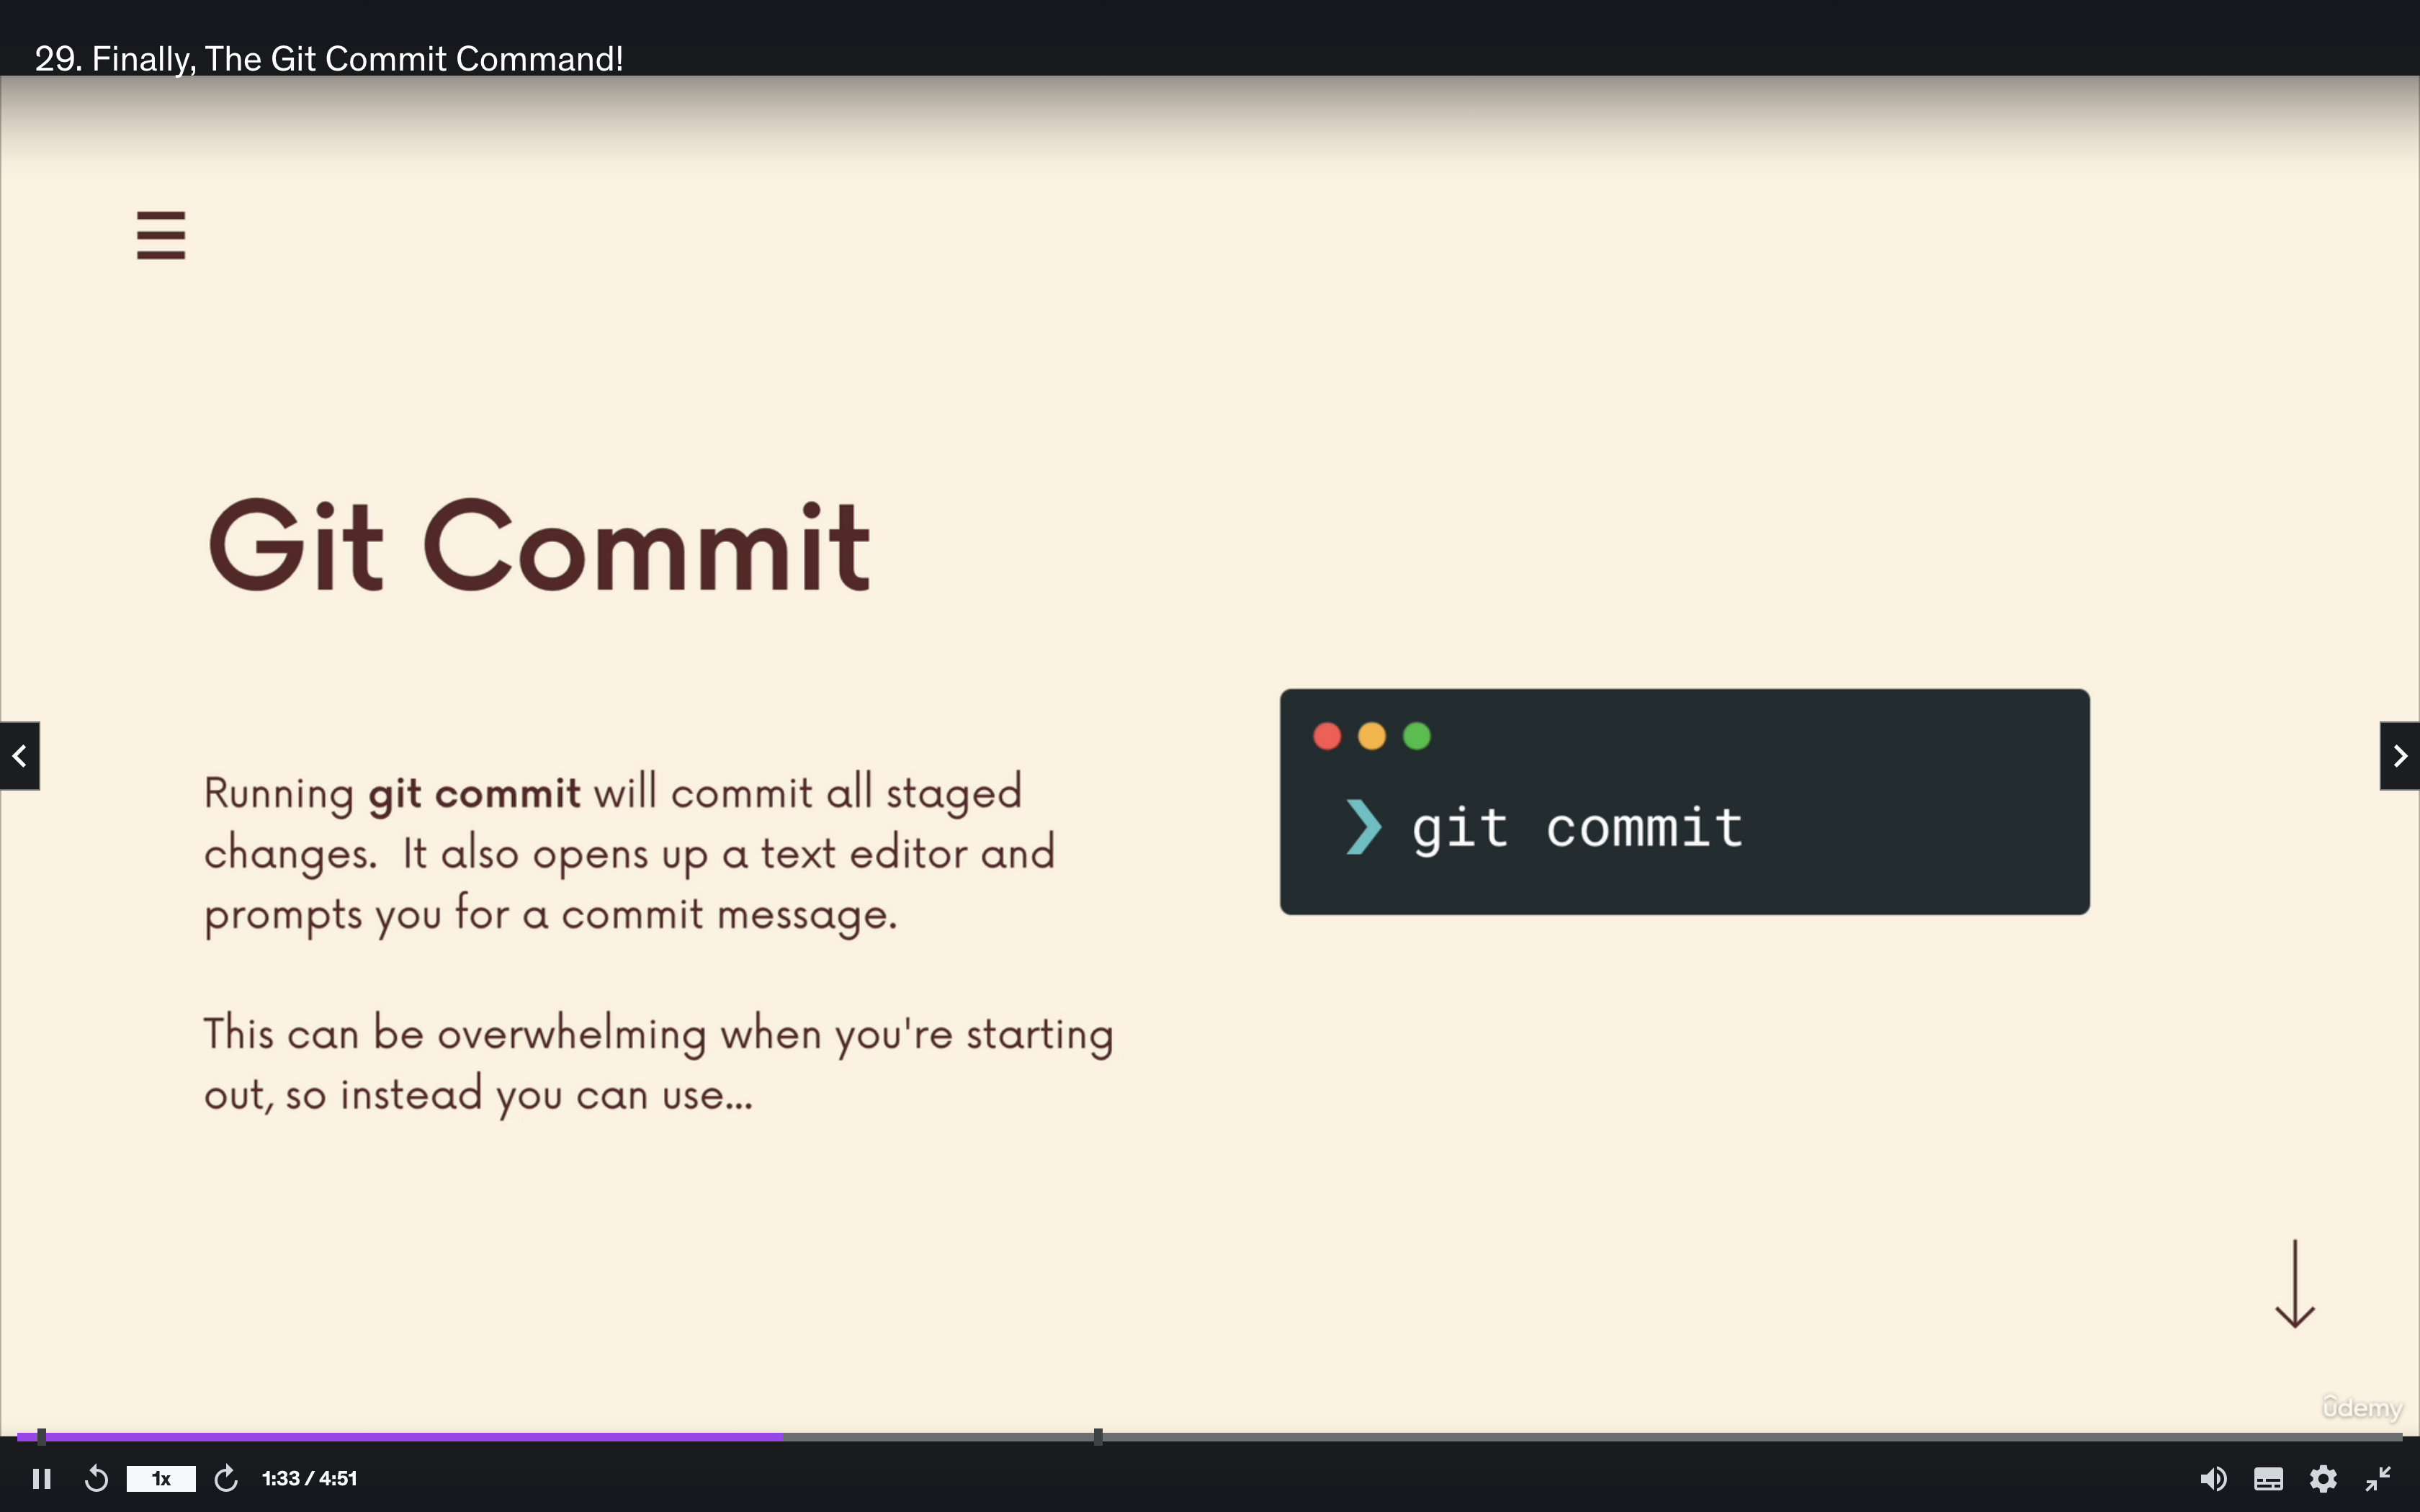 29. Finally, The Git Commit Command!
Git Commit
Running git commit will commit all staged
changes. It also opens up a text editor and
prompts you for a commit message.
This can be overwhelming when you're starting
out, so instead you can use...
❯ git commit
udemy
1x
1:33 / 4:51